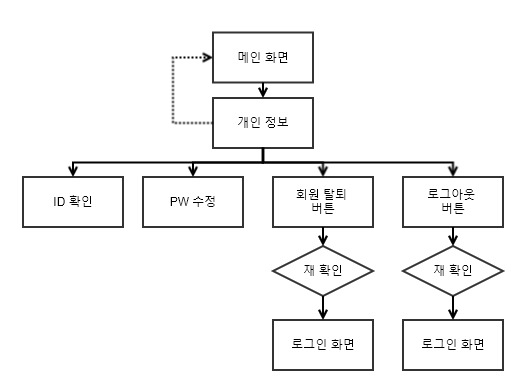 메인 화면
개인 정보
ID 확인
PW 수정
회원 탈퇴
버튼
로그아웃
버튼
재 확인
재 확인
로그인 화면
로그인 화면